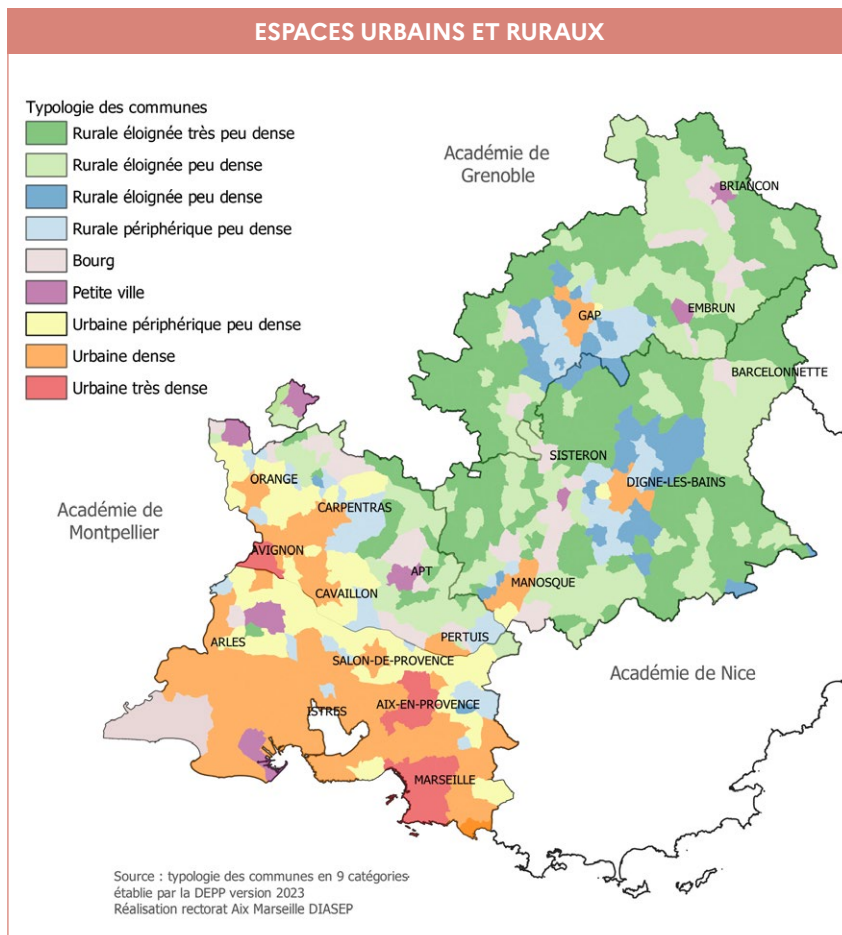 ESPACES URBAINS ET RURAUX
Typologie des communes
Rurale éloignée très peu dense
Rurale éloignée peu dense
Rurale éloignée peu dense
Rurale périphérique peu dense
Bourg
Petite ville
Urbaine périphérique peu dense
Urbaine dense
Urbaine très dense
Académie de
Grenoble
BRIANCON
GAP
EMBRUN
BARCELONNETTE
SISTERON
DIGNE-LES-BAINS
ORANGE
CARPENTRAS
Académie de
Montpellier
AVIGNON
APT
MANOSQUE
CAVAILLON
PERTUIS
ARLES
SALON-DE-PROVENCE
Académie de Nice
ISTRES
AIX-EN-PROVENCE
MARSEILLE
Source : typologie des communes en 9 catégories
établie par la DEPP version 2023
Réalisation rectorat Aix Marseille DIASEP